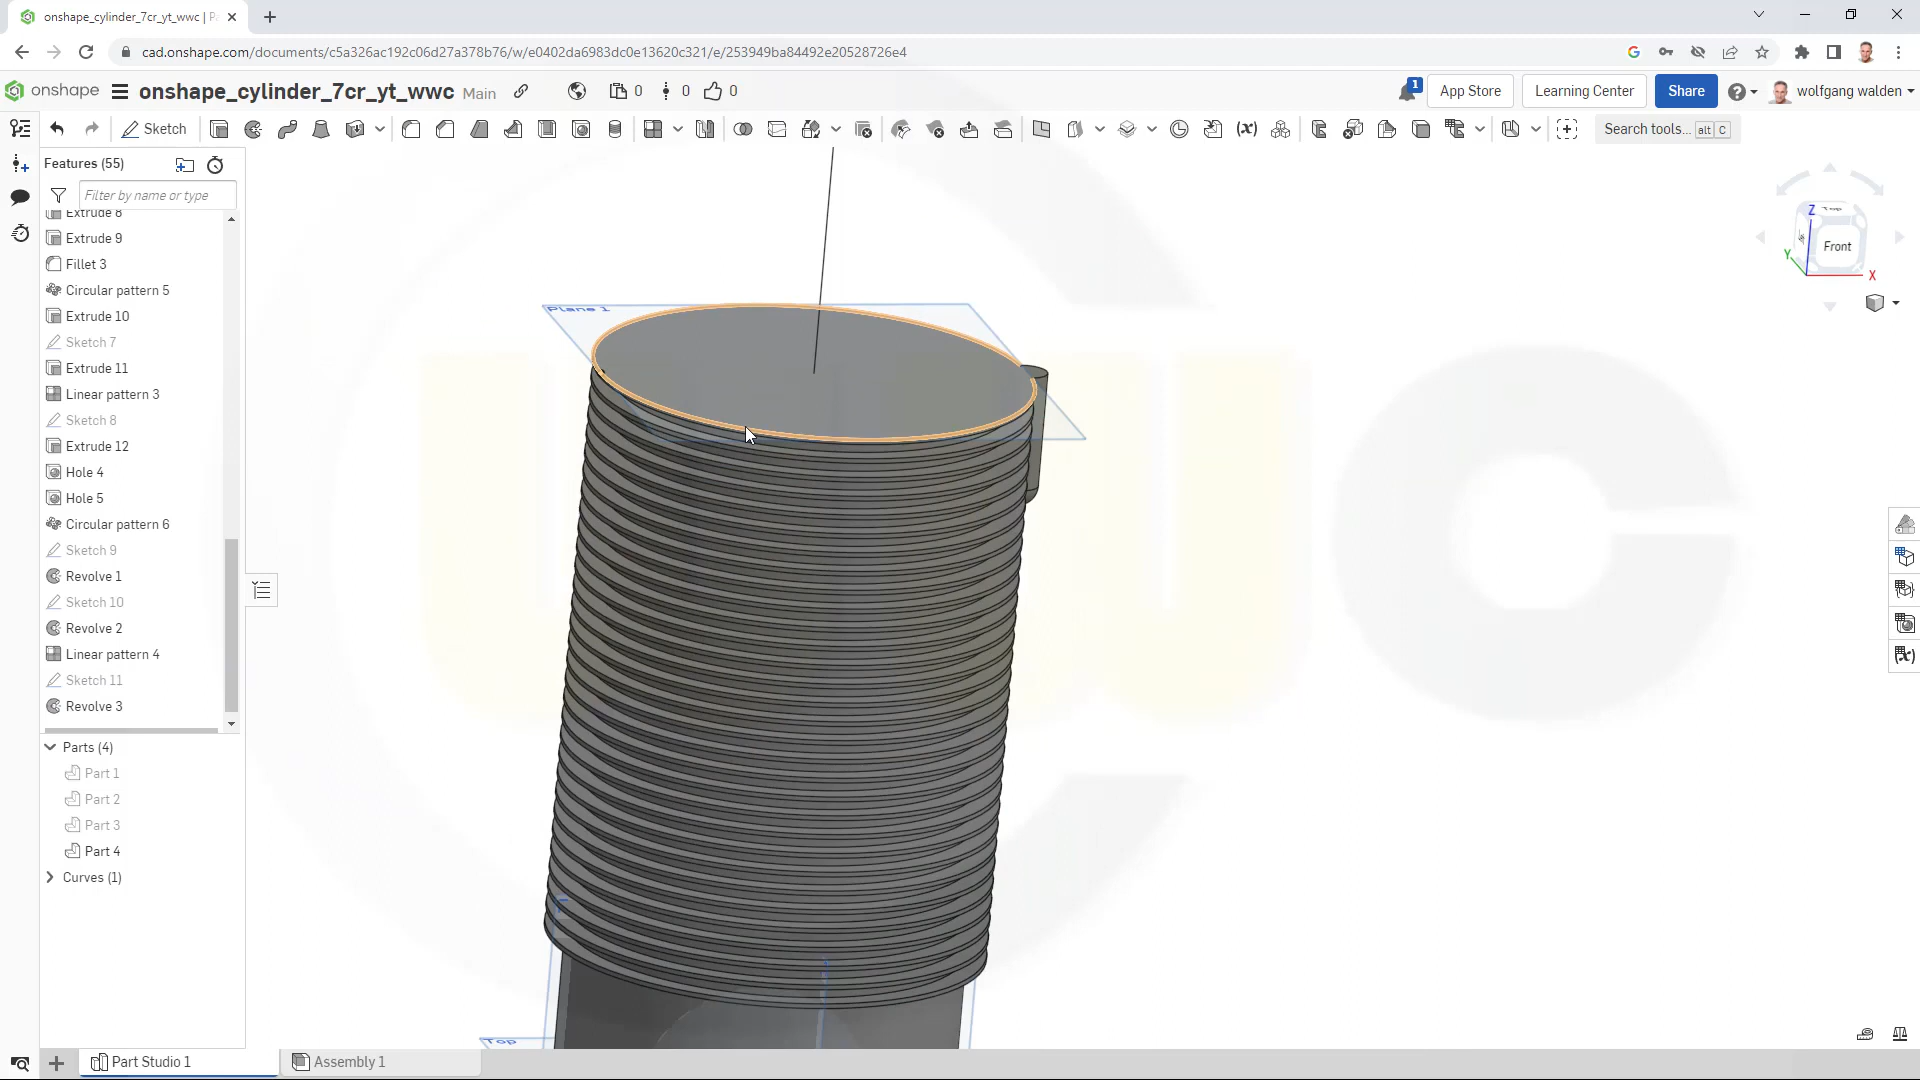 onshape_cylinder_7cr_yt_wwc | P
cad.onshape.com/documents/c5a326ac192c06d27a378b76/w/e0402da6983dc0e13620c321/e/253949ba84492e20528726e4
onshape
onshape_cylinder_7cr_yt_wwc Main
0
0
0
1
App Store
Learning Center
Share
wolfgang walden
Sketch
Search tools... alt C
Features (55)
Filter by name or type
Extrude 8
Extrude 9
Fillet 3
Circular pattern 5
Extrude 10
Sketch 7
Extrude 11
Linear pattern 3
Sketch 8
Extrude 12
Hole 4
Hole 5
Circular pattern 6
Sketch 9
Revolve 1
Sketch 10
Revolve 2
Linear pattern 4
Sketch 11
Revolve 3
Parts (4)
Part 1
Part 2
Part 3
Part 4
Curves (1)
Plane 1
Top
Z
Top
Front
Y
X
Part Studio 1
Assembly 1